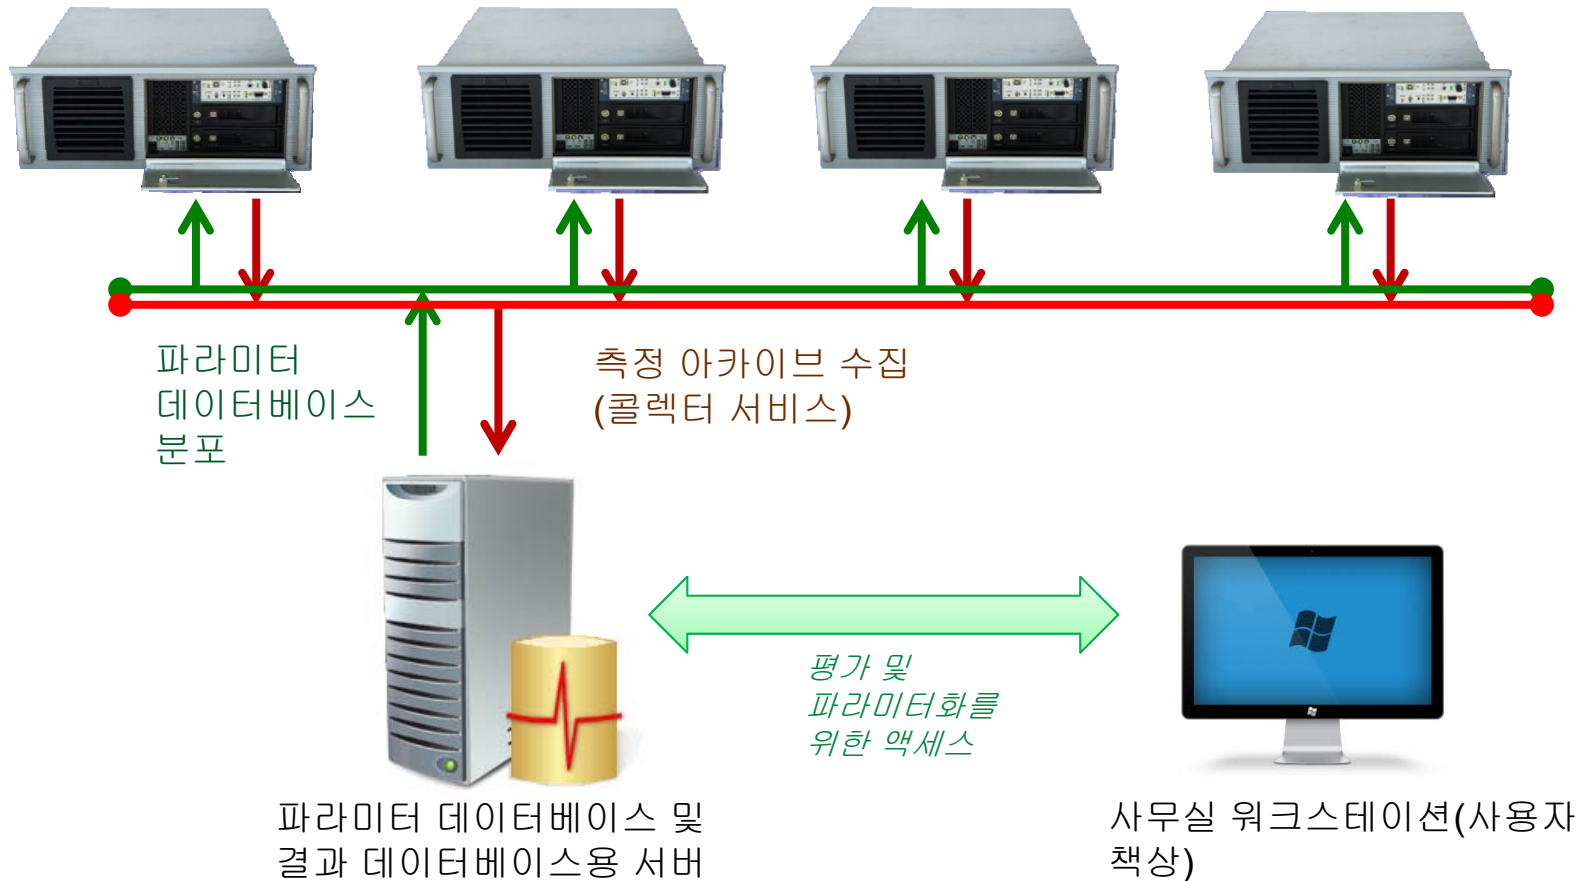 파라미터
데이터베이스
분포
측정 아카이브 수집
(콜렉터 서비스)
평가 및
파라미터화를
위한 액세스
파라미터 데이터베이스 및
결과 데이터베이스용 서버
사무실 워크스테이션(사용자
책상)